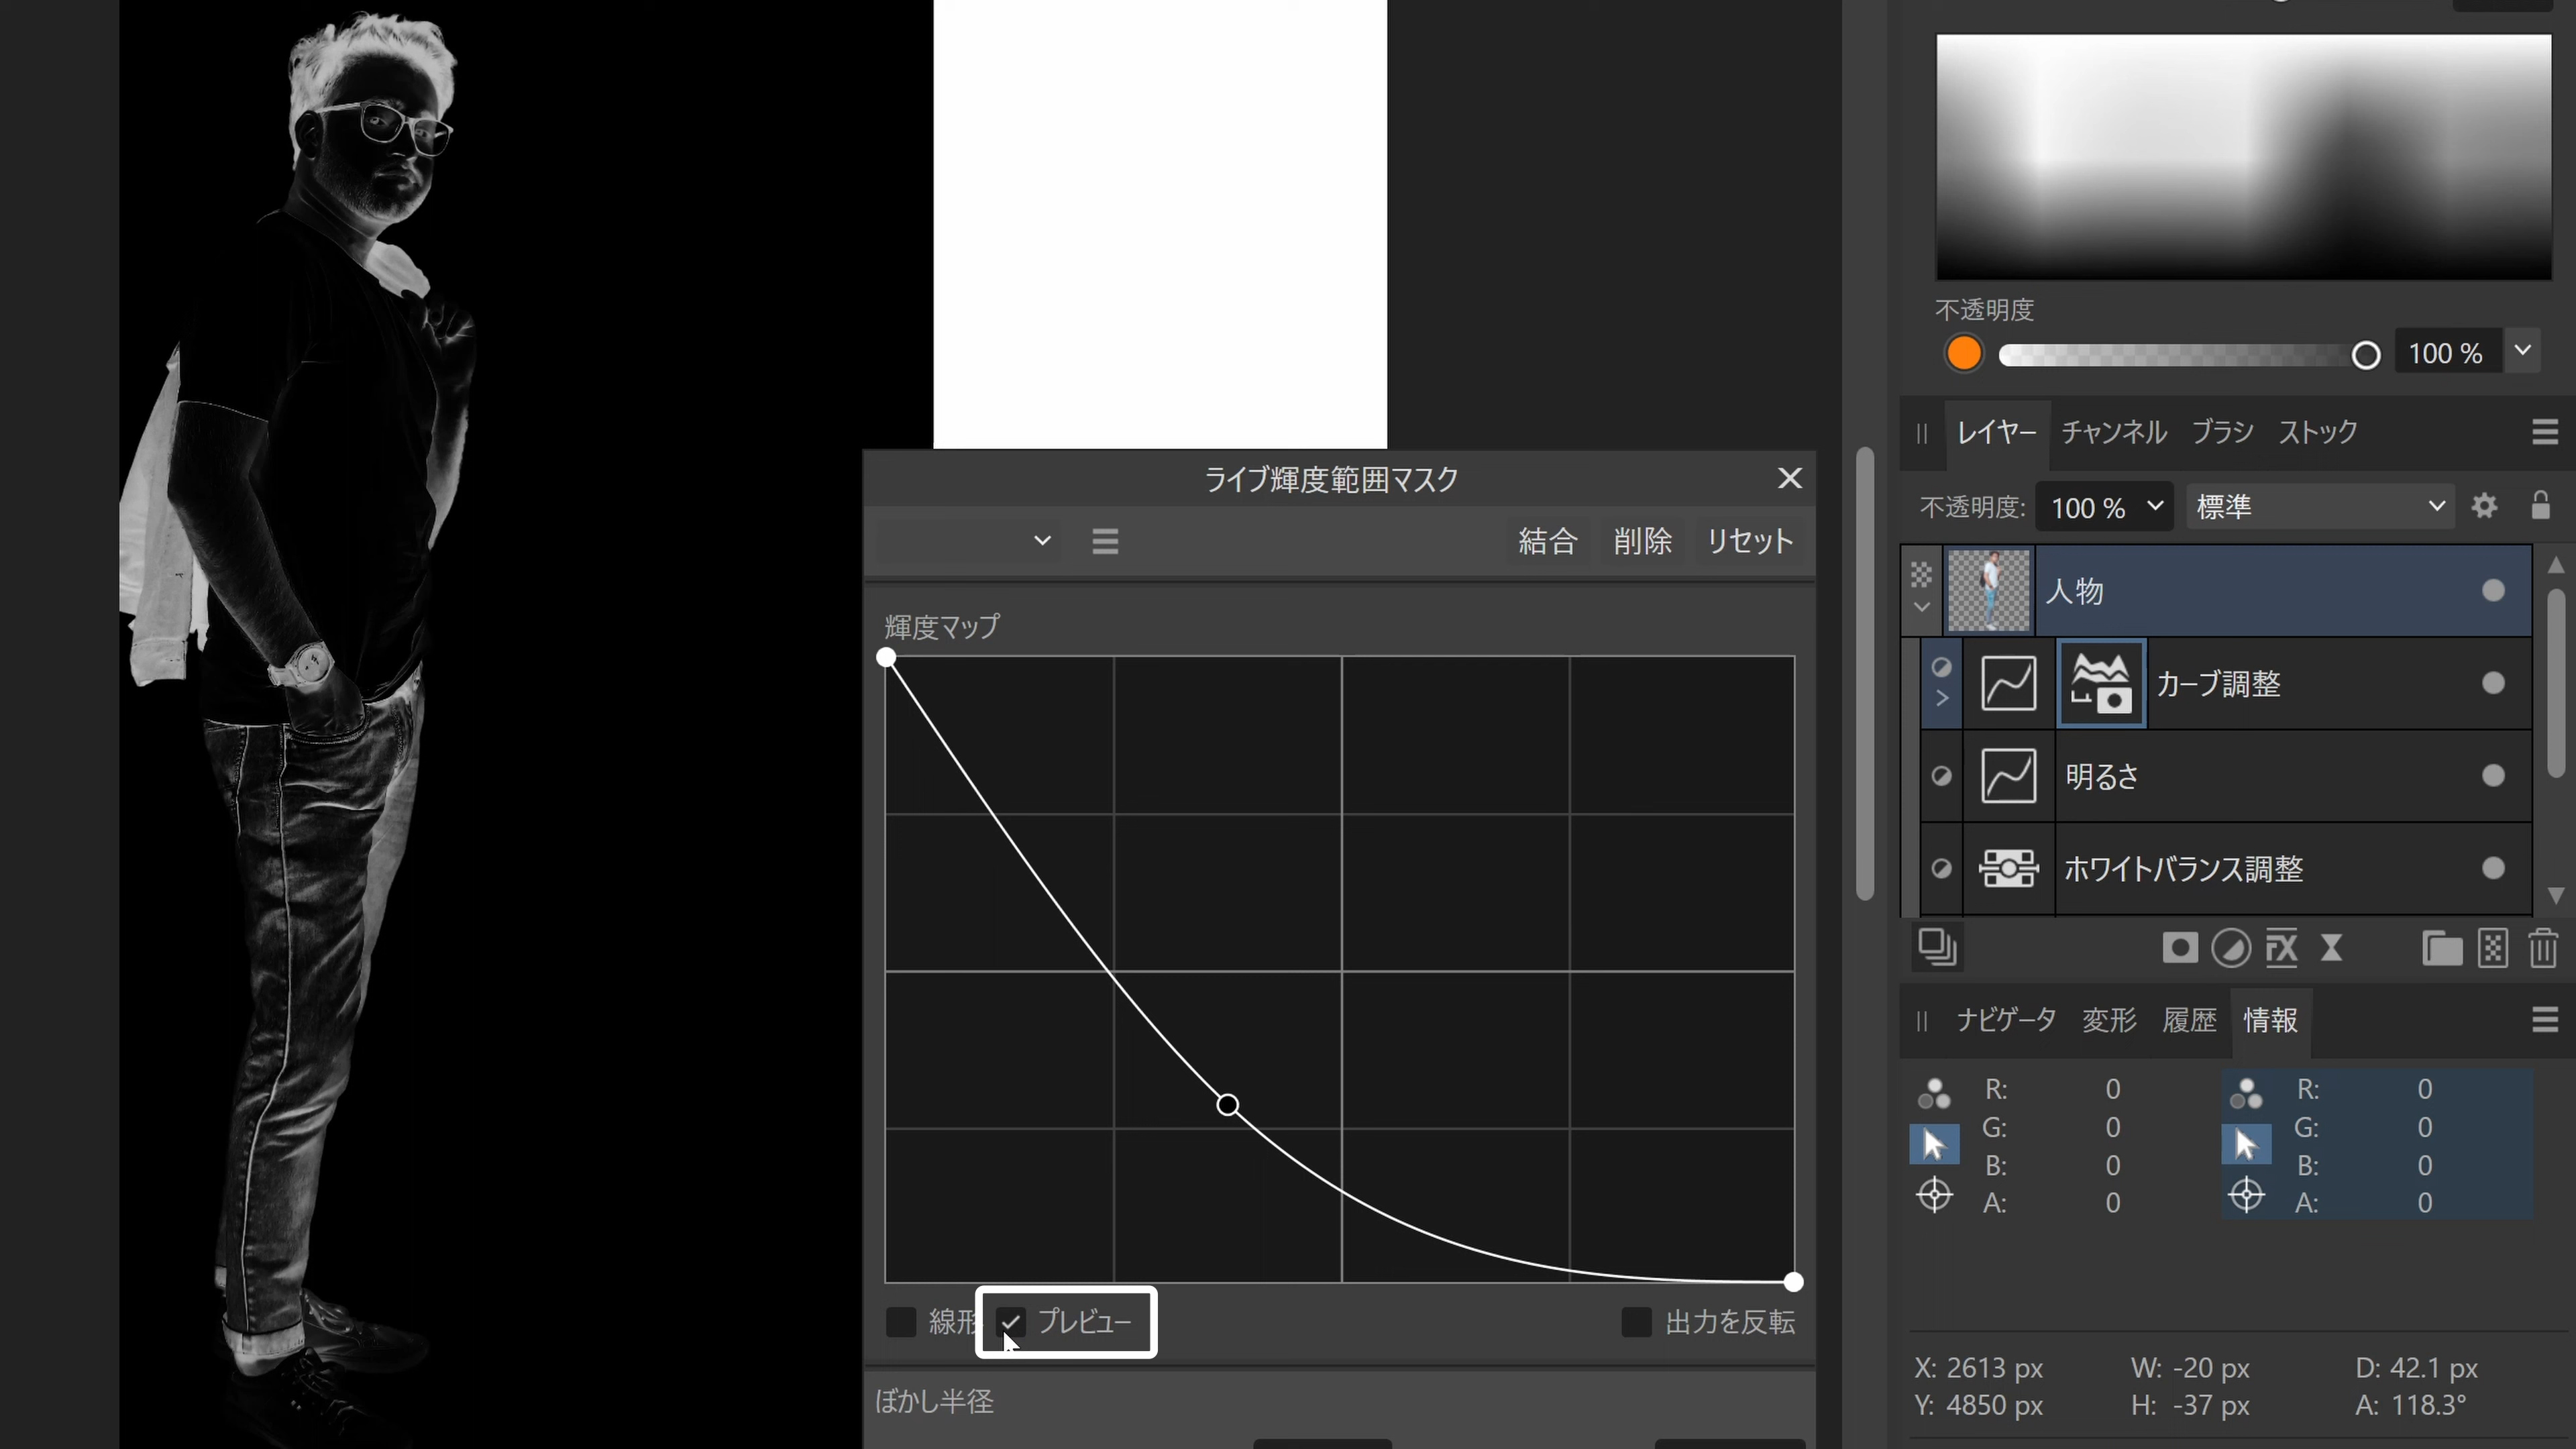 不透明度
100 %
レイヤー チャンネル ブラシ ストック
不透明度: 100 % 標準
人物
カーブ調整
明るさ
ホワイトバランス調整
FX
ナビゲータ 変形 履歴 情報
R: 0 R: 0
G: 0 G: 0
B: 0 B: 0
A: 0 A: 0
X: 2613 px W: -20 px D: 42.1 px
Y: 4850 px H: -37 px A: 118.3°
ライブ輝度範囲マスク
結合 削除 リセット
輝度マップ
線形 プレビュー 出力を反転
ぼかし半径